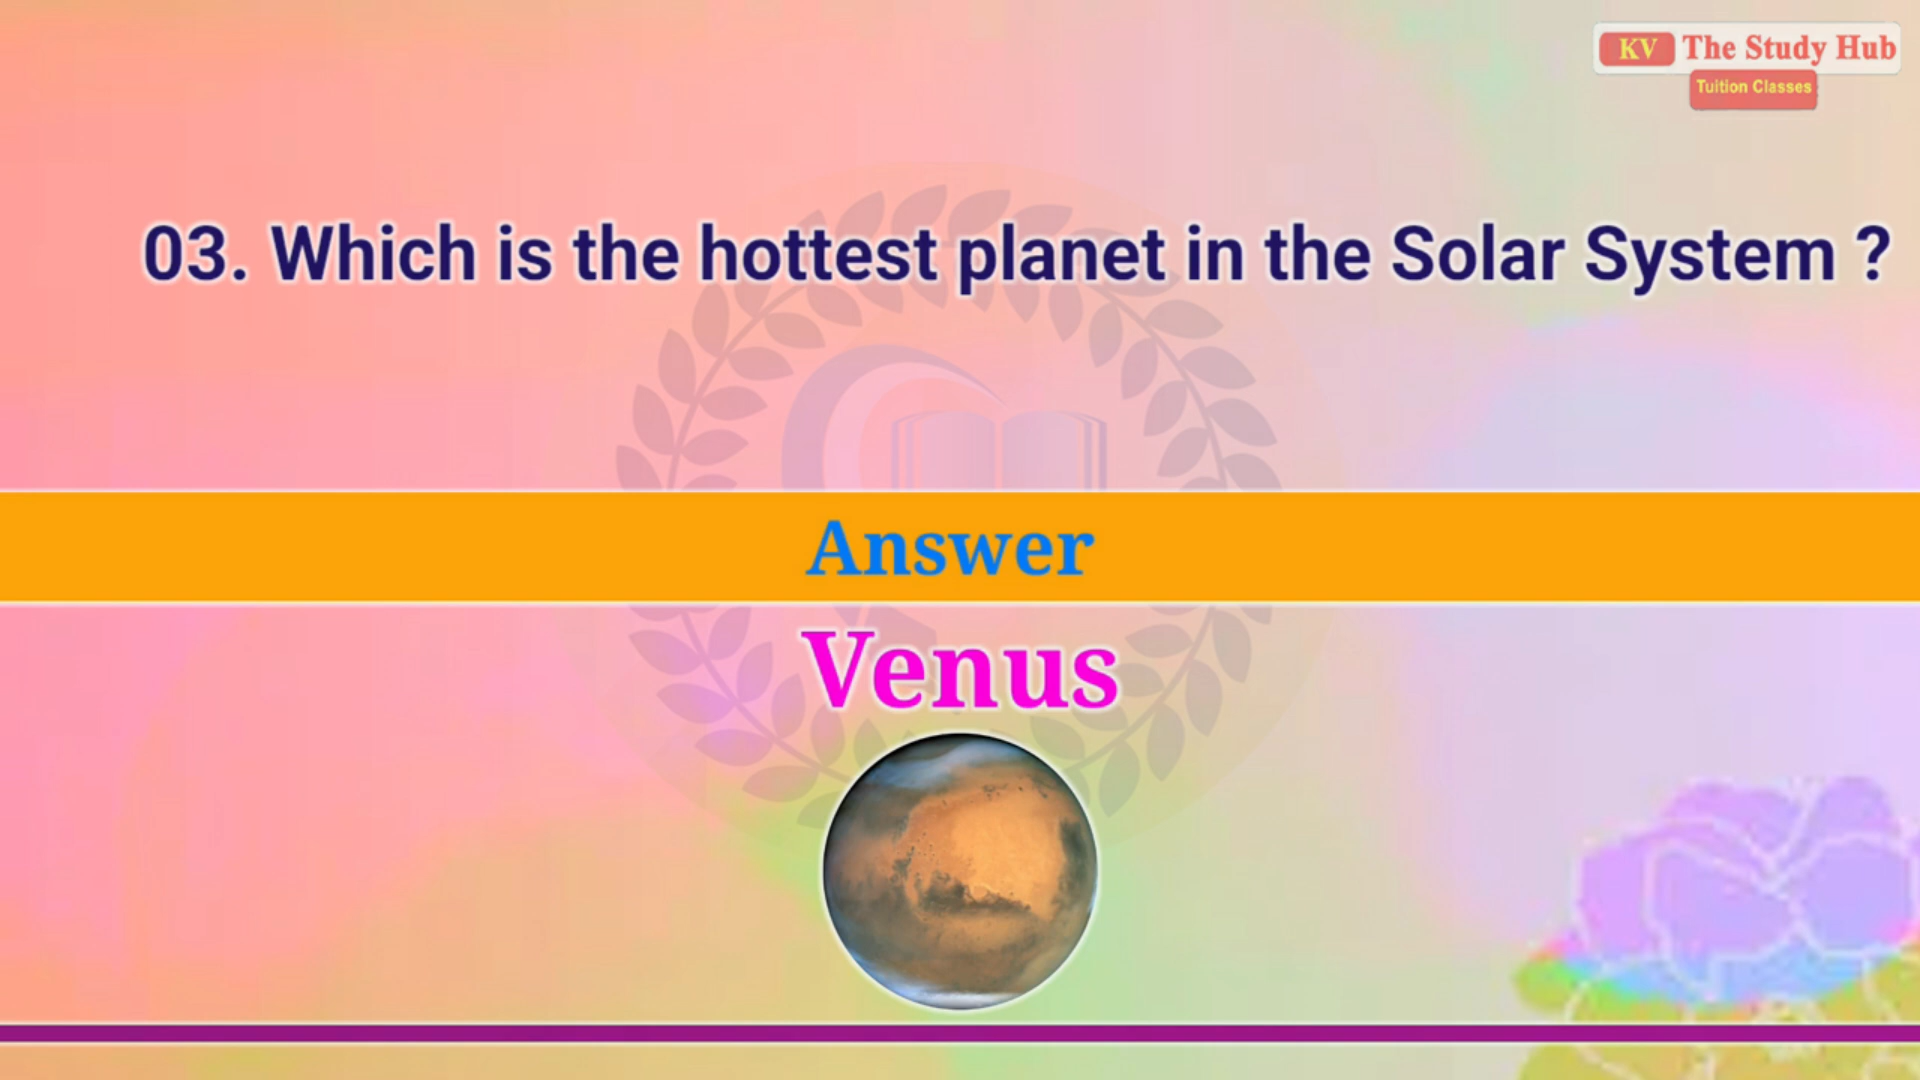 KV The Study Hub
Tuition Classes
03. Which is the hottest planet in the Solar System ?
Answer
Venus